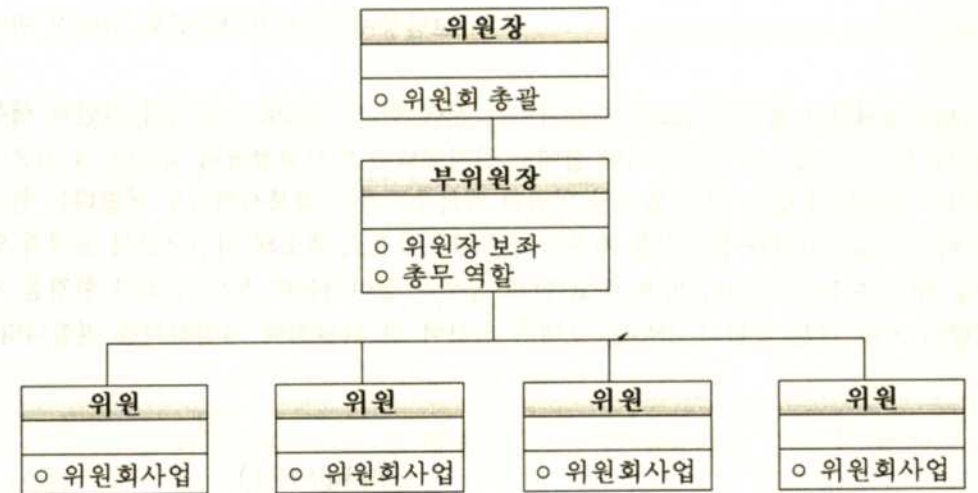 위원장
○ 위원회 총괄
부위원장
○ 위원장 보좌
○ 총무 역할
위원
위원
위원
위원
○ 위원회사업
○ 위원회사업
○ 위원회사업
○ 위원회사업